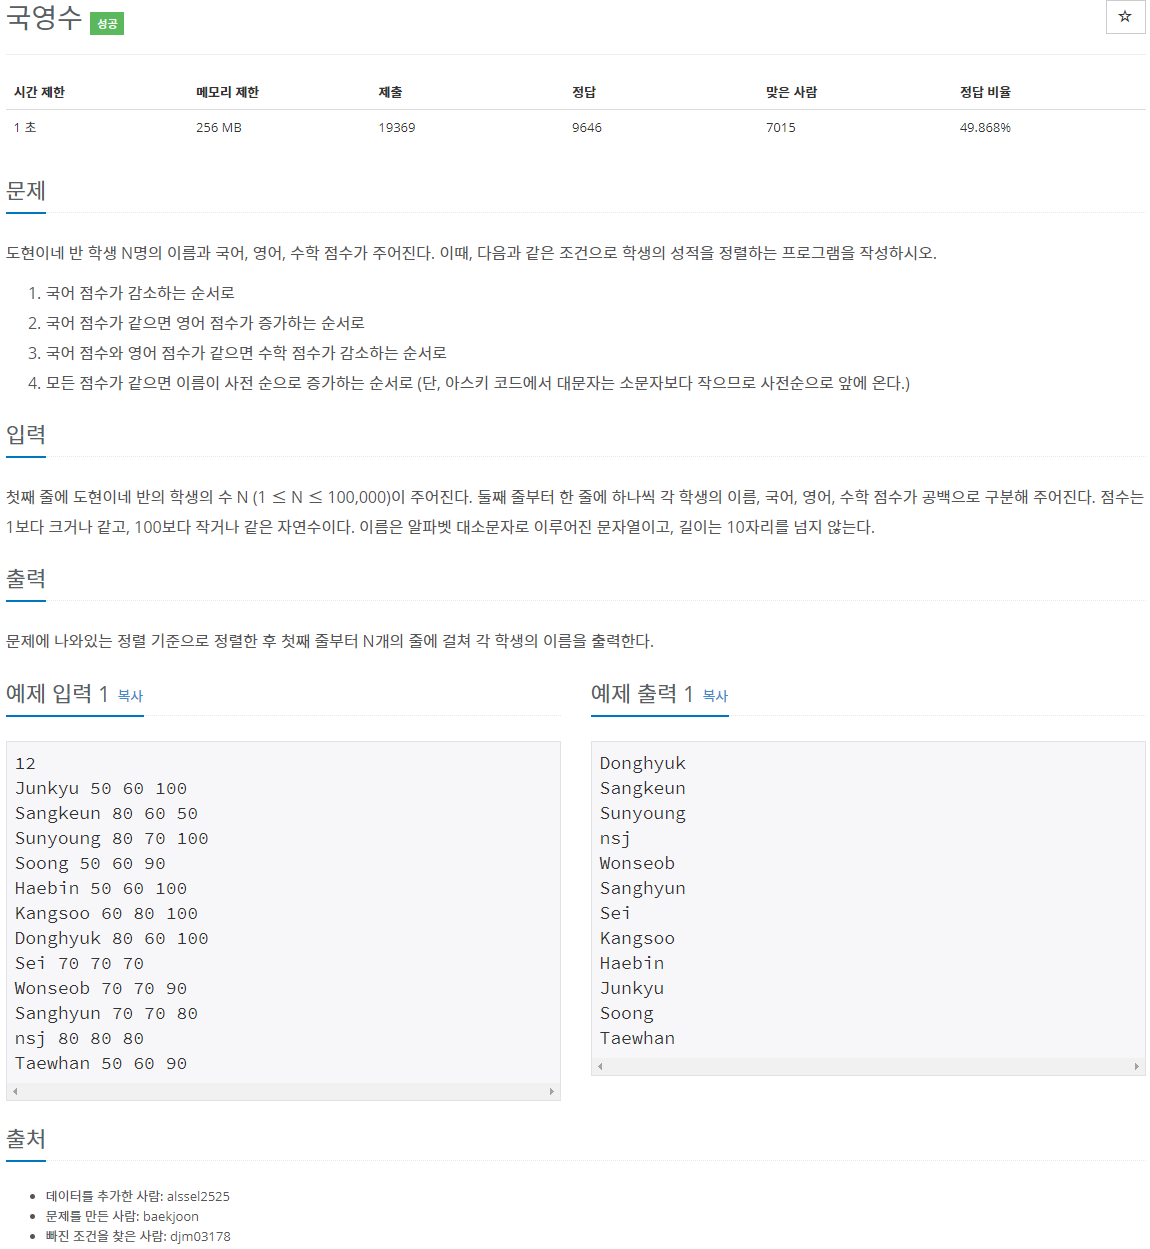 국영수 성공
☆
시간 제한 메모리 제한 제출 정답 맞은 사람 정답 비율
1 초 256 MB 19369 9646 7015 49.868%
문제
도현이네 반 학생 N명의 이름과 국어, 영어, 수학 점수가 주어진다. 이때, 다음과 같은 조건으로 학생의 성적을 정렬하는 프로그램을 작성하시오.
1. 국어 점수가 감소하는 순서로
2. 국어 점수가 같으면 영어 점수가 증가하는 순서로
3. 국어 점수와 영어 점수가 같으면 수학 점수가 감소하는 순서로
4. 모든 점수가 같으면 이름이 사전 순으로 증가하는 순서로 (단, 아스키 코드에서 대문자는 소문자보다 작으므로 사전순으로 앞에 온다.)
입력
첫째 줄에 도현이네 반의 학생의 수 N (1 ≤ N ≤ 100,000)이 주어진다. 둘째 줄부터 한 줄에 하나씩 각 학생의 이름, 국어, 영어, 수학 점수가 공백으로 구분해 주어진다. 점수는
1보다 크거나 같고, 100보다 작거나 같은 자연수이다. 이름은 알파벳 대소문자로 이루어진 문자열이고, 길이는 10자리를 넘지 않는다.
출력
문제에 나와있는 정렬 기준으로 정렬한 후 첫째 줄부터 N개의 줄에 걸쳐 각 학생의 이름을 출력한다.
예제 입력 1 복사
12
Junkyu 50 60 100
Sangkeun 80 60 50
Sunyoung 80 70 100
Soong 50 60 90
Haebin 50 60 100
Kangsoo 60 80 100
Donghyuk 80 60 100
Sei 70 70 70
Wonseob 70 70 90
Sanghyun 70 70 80
nsj 80 80 80
Taewhan 50 60 90
예제 출력 1 복사
Donghyuk
Sangkeun
Sunyoung
nsj
Wonseob
Sanghyun
Sei
Kangsoo
Haebin
Junkyu
Soong
Taewhan
출처
• 데이터를 추가한 사람: alssel2525
• 문제를 만든 사람: baekjoon
• 빠진 조건을 찾은 사람: djm03178